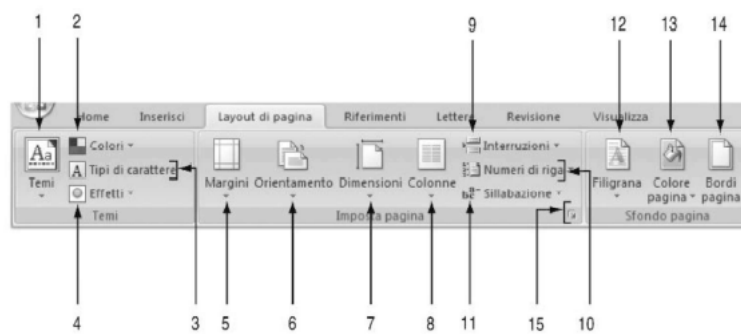 1 2 9 12 13 14
Home Inserisci Layout di pagina Riferimenti Lettere Revisione Visualizza
Colori Interruzioni
Aa Tipi di carattere Numeri di riga
Temi Effetti Margini Orientamento Dimensioni Colonne Sillabazione Filigrana Colore pagina Bordi pagina
Temi Imposta pagina Sfondo pagina
4 3 5 6 7 8 11 15 10